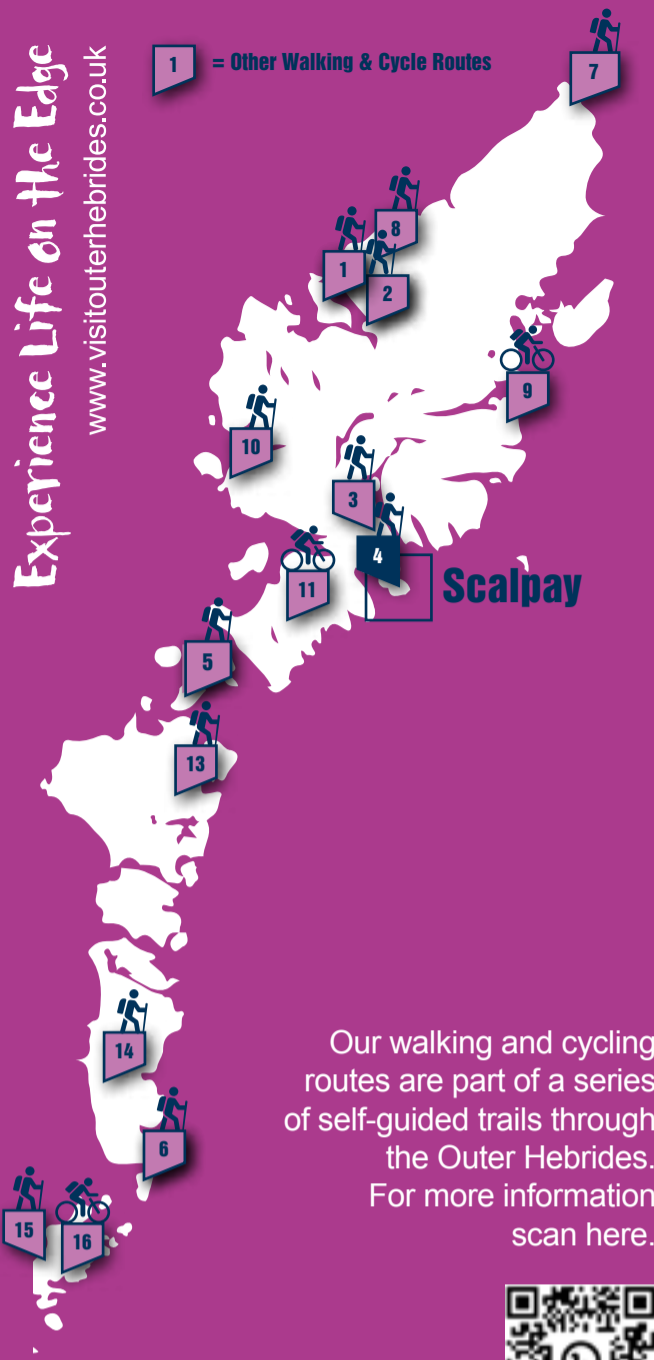 Experience Life on the Edge
www.visitouterhebrides.co.uk
1 = Other Walking & Cycle Routes
7
8
1
2
9
10
3
4
Scalpay
11
5
13
14
6
15
16
Our walking and cycling
routes are part of a series
of self-guided trails through
the Outer Hebrides.
For more information
scan here.